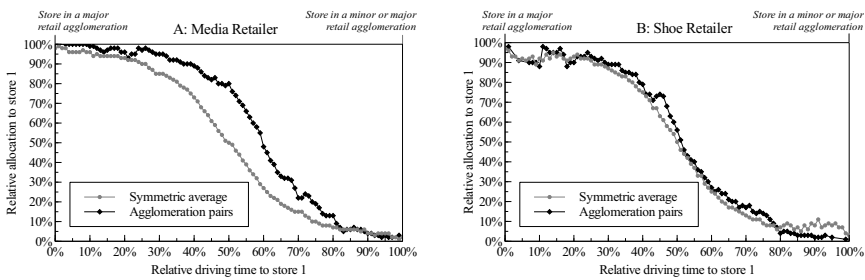 Store in a major
retail agglomeration
A: Media Retailer
Store in a minor or major
retail agglomeration
100%
90%
80%
70%
60%
50%
40%
30%
20%
10%
0%
Relative allocation to store 1
Symmetric average
Agglomeration pairs
0% 10% 20% 30% 40% 50% 60% 70% 80% 90% 100%
Relative driving time to store 1
Store in a major
retail agglomeration
B: Shoe Retailer
Store in a minor or major
retail agglomeration
100%
90%
80%
70%
60%
50%
40%
30%
20%
10%
0%
Relative allocation to store 1
Symmetric average
Agglomeration pairs
0% 10% 20% 30% 40% 50% 60% 70% 80% 90% 100%
Relative driving time to store 1